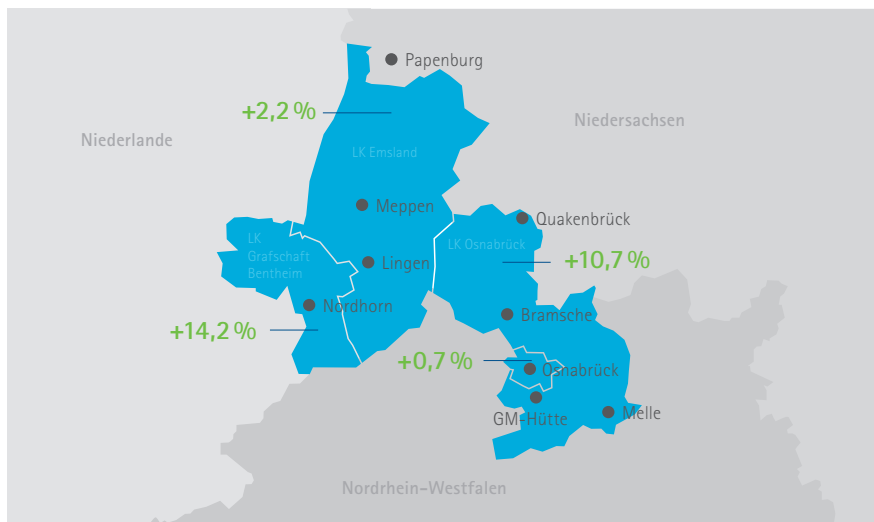 Papenburg
+2,2 %
Niedersachsen
Niederlande
LK Emsland
Meppen
Quakenbrück
LK
Grafschaft
Bentheim
LK Osnabrück
Lingen
+10,7 %
Nordhorn
Bramsche
+14,2 %
+0,7 %
Osnabrück
GM-Hütte
Melle
Nordrhein-Westfalen